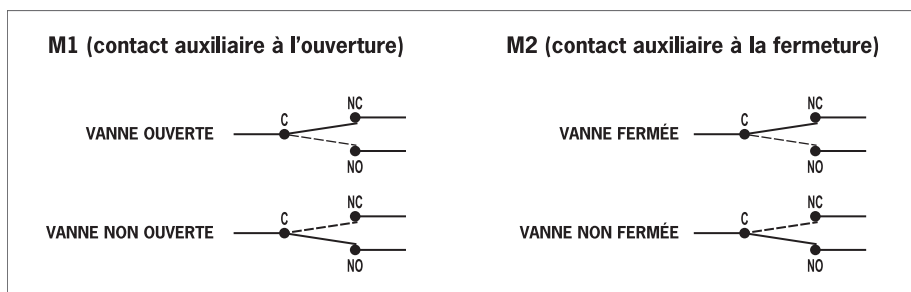 M1 (contact auxiliaire à l'ouverture)
NC
C
VANNE OUVERTE
NO
NC
C
VANNE NON OUVERTE
NO
M2 (contact auxiliaire à la fermeture)
NC
C
VANNE FERMÉE
NO
NC
C
VANNE NON FERMÉE
NO